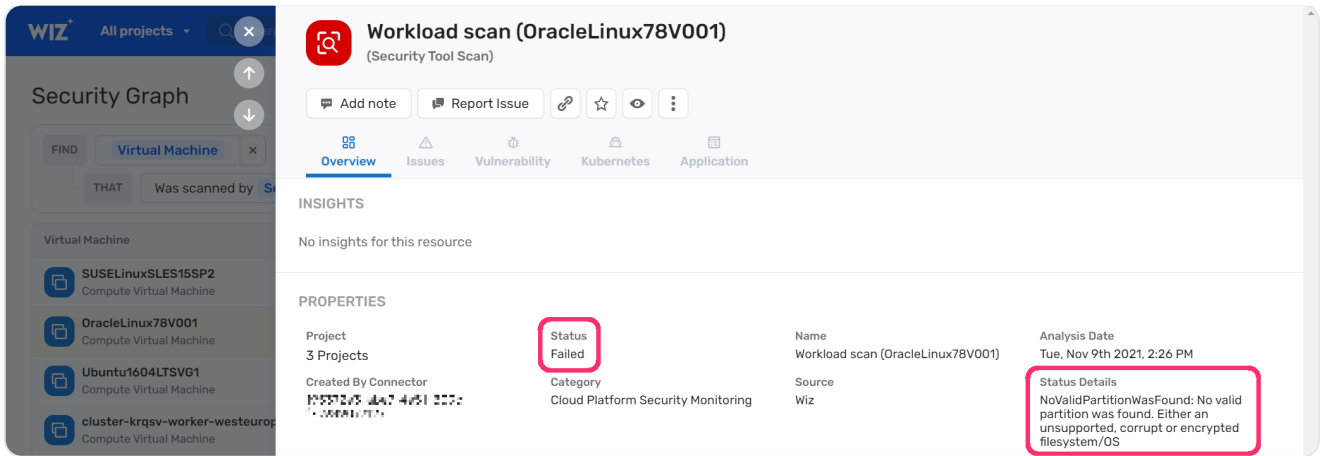 WIZ
All projects
Security Graph
FIND
Virtual Machine
THAT
Was scanned by
Virtual Machine
SUSELinuxSLES15SP2
Compute Virtual Machine
OracleLinux78V001
Compute Virtual Machine
Ubuntu1604LTSVG1
Compute Virtual Machine
cluster-krqsv-worker-westeurop
Compute Virtual Machine
Workload scan (OracleLinux78V001)
(Security Tool Scan)
Add note
Report Issue
Overview
Issues
Vulnerability
Kubernetes
Application
INSIGHTS
No insights for this resource
PROPERTIES
Project
3 Projects
Status
Failed
Name
Workload scan (OracleLinux78V001)
Analysis Date
Tue, Nov 9th 2021, 2:26 PM
Created By Connector
Category
Cloud Platform Security Monitoring
Source
Wiz
Status Details
NoValidPartitionWasFound: No valid
partition was found. Either an
unsupported, corrupt or encrypted
filesystem/OS